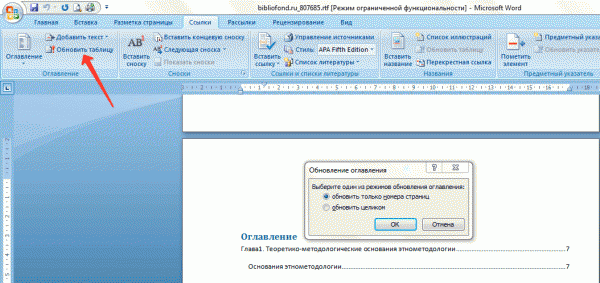 bibliofond.ru_807685.rtf [Режим ограниченной функциональности] - Microsoft Word
Главная Вставка Разметка страницы Ссылки Рассылки Рецензирование Вид
Оглавление
Добавить текст
Обновить таблицу
Оглавление
AB¹
Вставить сноску
Вставить концевую сноску
Следующая сноска
Показать сноски
Сноски
Вставить ссылку
Управление источниками
Стиль: APA Fifth Edition
Список литературы
Ссылки и списки литературы
Вставить название
Список иллюстраций
Обновить таблицу
Перекрестная ссылка
Названия
Пометить элемент
Предметный указ
Обновить указате
Предметный указатель
Обновление оглавления
Выберите один из режимов обновления оглавления:
обновить только номера страниц
обновить целиком
ОК Отмена
Оглавление
Глава1. Теоретико-методологические основания этнометодологии 7
Основания этнометодологии 7